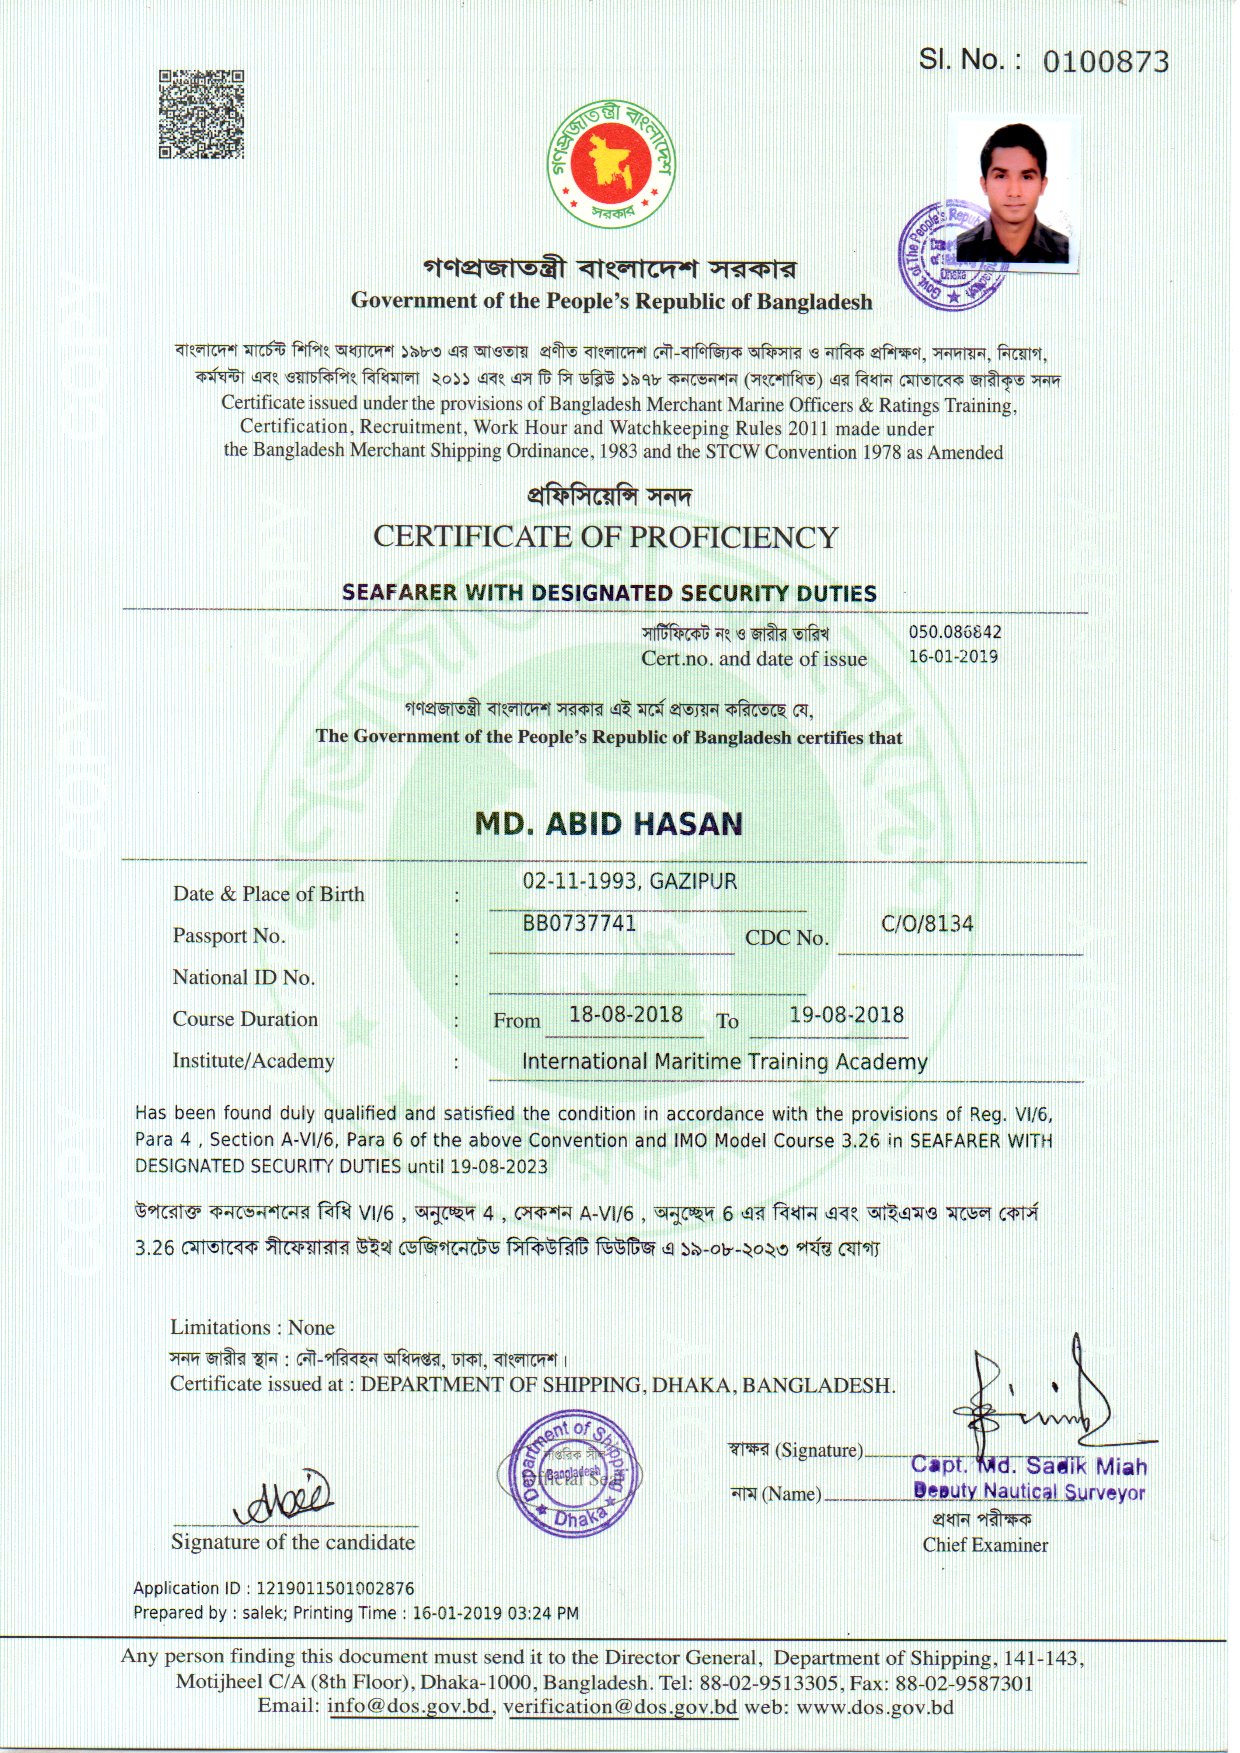 Sl. No. : 0100873
গণপ্রজাতন্ত্রী বাংলাদেশ
সরকার
Govt. of The People's Repu
Dhaka
গণপ্রজাতন্ত্রী বাংলাদেশ সরকার
Government of the People's Republic of Bangladesh
বাংলাদেশ মার্চেন্ট শিপিং অধ্যাদেশ ১৯৮৩ এর আওতায় প্রণীত বাংলাদেশ নৌ-বাণিজ্যিক অফিসার ও নাবিক প্রশিক্ষণ, সনদায়ন, নিয়োগ,
কর্মঘন্টা এবং ওয়াচকিপিং বিধিমালা ২০১১ এবং এস টি সি ডব্লিউ ১৯৭৮ কনভেনশন (সংশোধিত) এর বিধান মোতাবেক জারীকৃত সনদ
Certificate issued under the provisions of Bangladesh Merchant Marine Officers & Ratings Training,
Certification, Recruitment, Work Hour and Watchkeeping Rules 2011 made under
the Bangladesh Merchant Shipping Ordinance, 1983 and the STCW Convention 1978 as Amended
প্রফিসিয়েন্সি সনদ
CERTIFICATE OF PROFICIENCY
SEAFARER WITH DESIGNATED SECURITY DUTIES
সার্টিফিকেট নং ও জারীর তারিখ 050.086842
Cert.no. and date of issue 16-01-2019
গণপ্রজাতন্ত্রী বাংলাদেশ সরকার এই মর্মে প্রত্যয়ন করিতেছে যে,
The Government of the People's Republic of Bangladesh certifies that
MD. ABID HASAN
Date & Place of Birth : 02-11-1993, GAZIPUR
Passport No. : BB0737741 CDC No. C/O/8134
National ID No. :
Course Duration : From 18-08-2018 To 19-08-2018
Institute/Academy : International Maritime Training Academy
Has been found duly qualified and satisfied the condition in accordance with the provisions of Reg. VI/6,
Para 4 , Section A-VI/6, Para 6 of the above Convention and IMO Model Course 3.26 in SEAFARER WITH
DESIGNATED SECURITY DUTIES until 19-08-2023
উপরোক্ত কনভেনশনের বিধি VI/6 , অনুচ্ছেদ 4 , সেকশন A-VI/6 , অনুচ্ছেদ 6 এর বিধান এবং আইএমও মডেল কোর্স
3.26 মোতাবেক সীফেয়ারার উইথ ডেজিগনেটেড সিকিউরিটি ডিউটিজ এ ১৯-০৮-২০২৩ পর্যন্ত যোগ্য
Limitations : None
সনদ জারীর স্থান : নৌ-পরিবহন অধিদপ্তর, ঢাকা, বাংলাদেশ।
Certificate issued at : DEPARTMENT OF SHIPPING, DHAKA, BANGLADESH.
Department of Shipping
Bangladesh
Official Seal
Dhaka
স্বাক্ষর (Signature)
Capt. Md. Sadik Miah
নাম (Name) Deputy Nautical Surveyor
প্রধান পরীক্ষক
Chief Examiner
Signature of the candidate
Application ID : 1219011501002876
Prepared by : salek; Printing Time : 16-01-2019 03:24 PM
Any person finding this document must send it to the Director General, Department of Shipping, 141-143,
Motijheel C/A (8th Floor), Dhaka-1000, Bangladesh. Tel: 88-02-9513305, Fax: 88-02-9587301
Email: info@dos.gov.bd, verification@dos.gov.bd web: www.dos.gov.bd